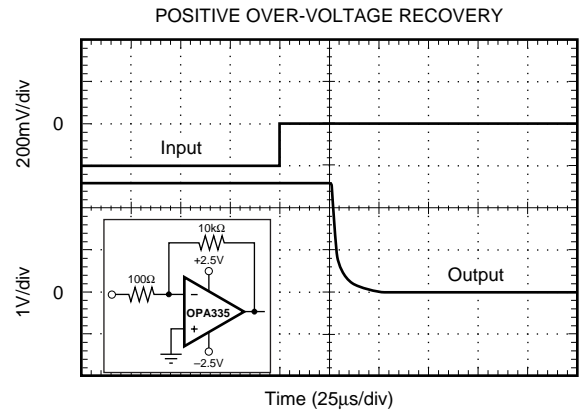 POSITIVE OVER-VOLTAGE RECOVERY
200mV/div
0
Input
10kΩ
+2.5V
100Ω
−
OPA335
+
−2.5V
1V/div
0
Output
Time (25µs/div)